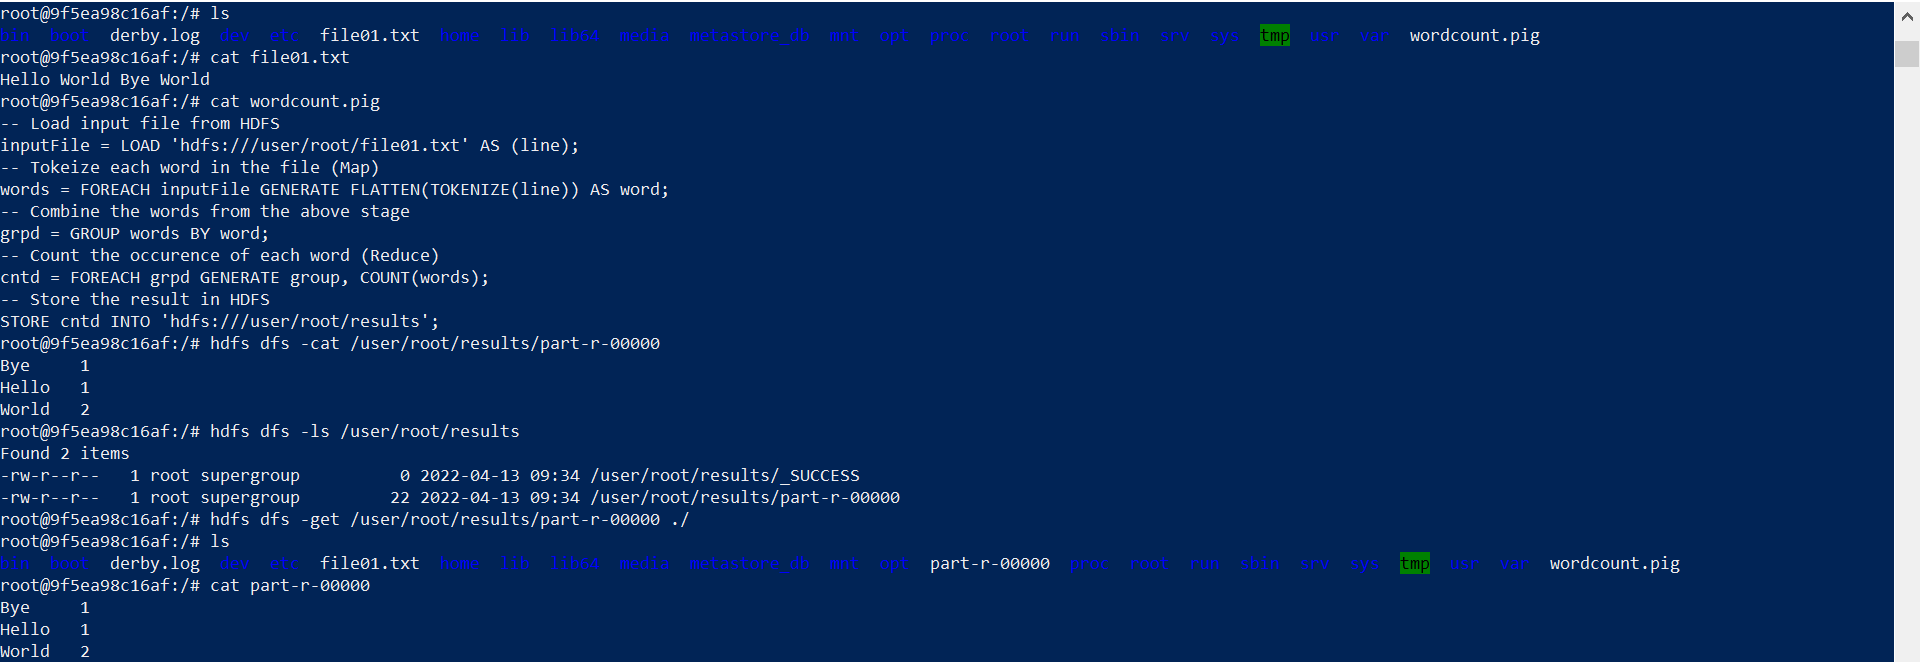 root@9f5ea98c16af:/# ls
bin boot derby.log dev etc file01.txt home lib lib64 media metastore_db mnt opt proc root run sbin srv sys tmp usr var wordcount.pig
root@9f5ea98c16af:/# cat file01.txt
Hello World Bye World
root@9f5ea98c16af:/# cat wordcount.pig
-- Load input file from HDFS
inputFile = LOAD 'hdfs:///user/root/file01.txt' AS (line);
-- Tokeize each word in the file (Map)
words = FOREACH inputFile GENERATE FLATTEN(TOKENIZE(line)) AS word;
-- Combine the words from the above stage
grpd = GROUP words BY word;
-- Count the occurence of each word (Reduce)
cntd = FOREACH grpd GENERATE group, COUNT(words);
-- Store the result in HDFS
STORE cntd INTO 'hdfs:///user/root/results';
root@9f5ea98c16af:/# hdfs dfs -cat /user/root/results/part-r-00000
Bye 1
Hello 1
World 2
root@9f5ea98c16af:/# hdfs dfs -ls /user/root/results
Found 2 items
-rw-r--r-- 1 root supergroup 0 2022-04-13 09:34 /user/root/results/_SUCCESS
-rw-r--r-- 1 root supergroup 22 2022-04-13 09:34 /user/root/results/part-r-00000
root@9f5ea98c16af:/# hdfs dfs -get /user/root/results/part-r-00000 ./
root@9f5ea98c16af:/# ls
bin boot derby.log dev etc file01.txt home lib lib64 media metastore_db mnt opt part-r-00000 proc root run sbin srv sys tmp usr var wordcount.pig
root@9f5ea98c16af:/# cat part-r-00000
Bye 1
Hello 1
World 2